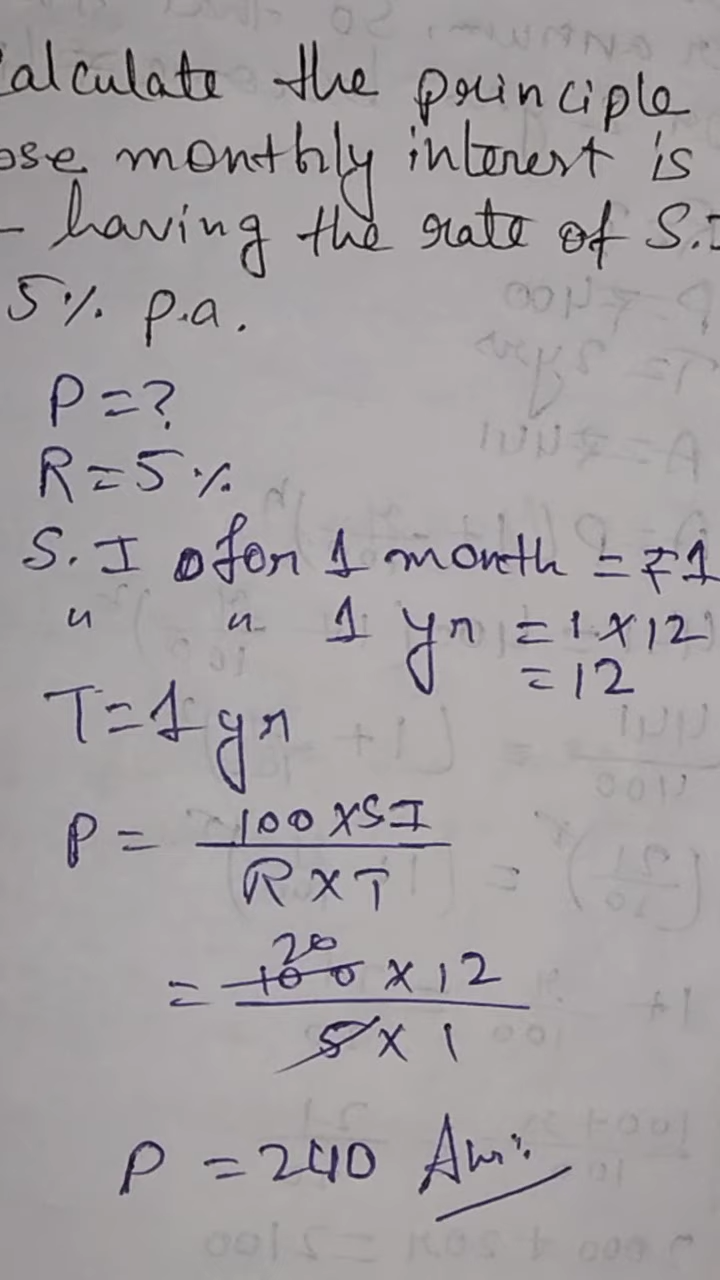 alculate the principle
ose monthly interest is
- having the rate of S.I
5% p.a.
P=?
R=5%
S.I for 1 month = ₹1
" " 1 yr = 1×12
= 12
T=1 yr
P = 100 × SI
R × T
20
= 100 × 12
5 × 1
P = 240 Ans: